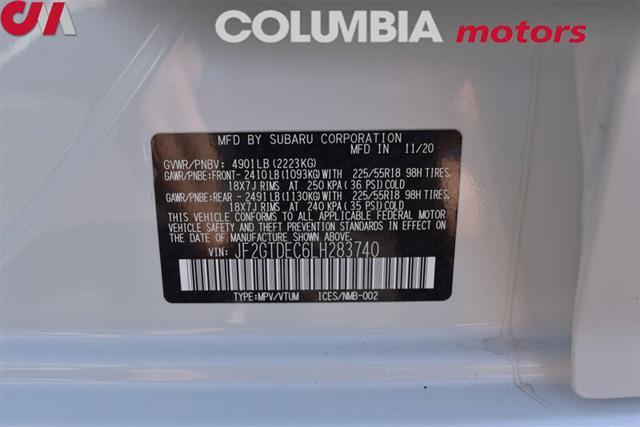 CM
COLUMBIA motors
MFD BY SUBARU CORPORATION
MFD IN 11/20
GVWR/PNBV: 4901LB(2223KG)
GAWR/PNBE:FRONT-2410LB(1093KG)WITH 225/55R18 98H TIRES,
18X7J RIMS AT 250 KPA(36 PSI)COLD
GAWR/PNBE:REAR -2491LB(1130KG)WITH 225/55R18 98H TIRES,
18X7J RIMS AT 240 KPA(35 PSI)COLD
THIS VEHICLE CONFORMS TO ALL APPLICABLE FEDERAL MOTOR
VEHICLE SAFETY, BUMPER, AND THEFT PREVENTION STANDARDS
IN EFFECT ON THE DATE OF MANUFACTURE SHOWN ABOVE.
VIN: JF2GTDEC6LH283740
TYPE:MPV/VTUM ICES/NMB-002